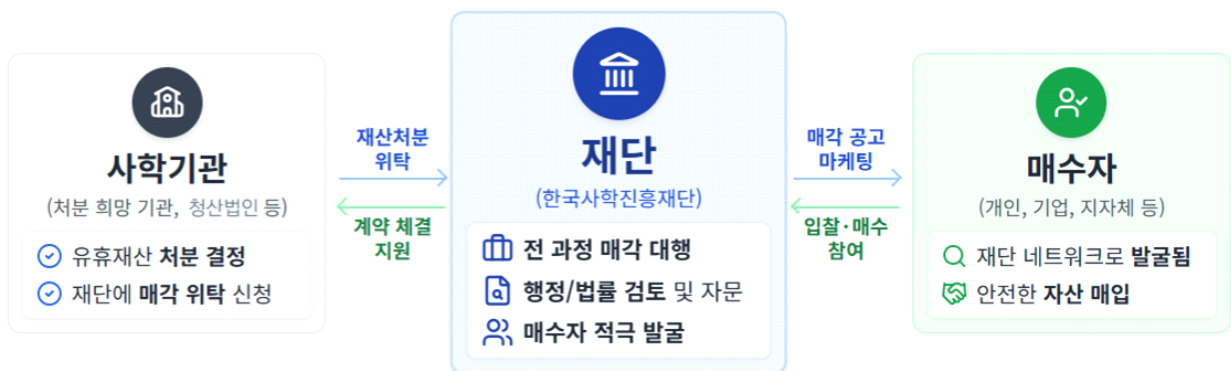 사학기관
(처분 희망 기관, 청산법인 등)
유휴재산 처분 결정
재단에 매각 위탁 신청
재산처분
위탁
계약 체결
지원
재단
(한국사학진흥재단)
전 과정 매각 대행
행정/법률 검토 및 자문
매수자 적극 발굴
매각 공고
마케팅
입찰·매수
참여
매수자
(개인, 기업, 지자체 등)
재단 네트워크로 발굴됨
안전한 자산 매입